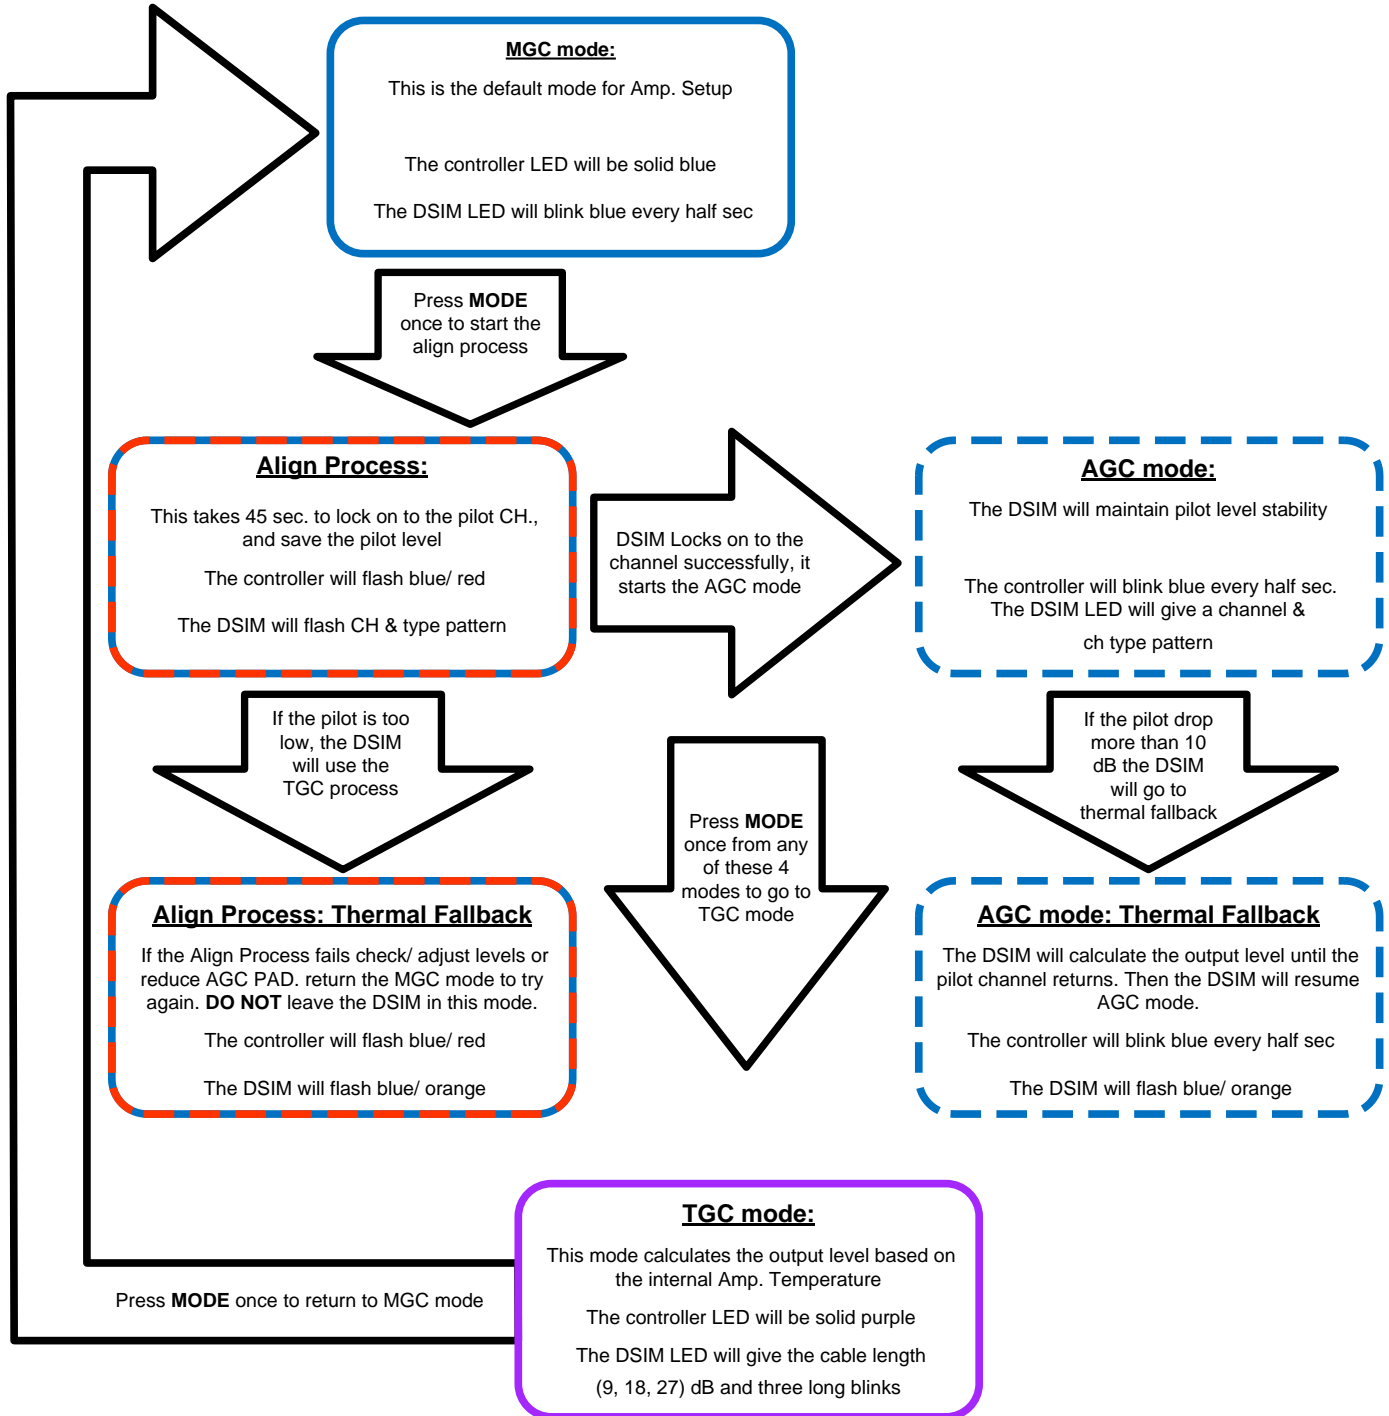 MGC mode:
This is the default mode for Amp. Setup
The controller LED will be solid blue
The DSIM LED will blink blue every half sec
Press MODE
once to start the
align process
Align Process:
This takes 45 sec. to lock on to the pilot CH.,
and save the pilot level
The controller will flash blue/ red
The DSIM will flash CH & type pattern
DSIM Locks on to the
channel successfully, it
starts the AGC mode
AGC mode:
The DSIM will maintain pilot level stability
The controller will blink blue every half sec.
The DSIM LED will give a channel &
ch type pattern
If the pilot is too
low, the DSIM
will use the
TGC process
Press MODE
once from any
of these 4
modes to go to
TGC mode
If the pilot drop
more than 10
dB the DSIM
will go to
thermal fallback
Align Process: Thermal Fallback
If the Align Process fails check/ adjust levels or
reduce AGC PAD. return the MGC mode to try
again. DO NOT leave the DSIM in this mode.
The controller will flash blue/ red
The DSIM will flash blue/ orange
AGC mode: Thermal Fallback
The DSIM will calculate the output level until the
pilot channel returns. Then the DSIM will resume
AGC mode.
The controller will blink blue every half sec
The DSIM will flash blue/ orange
TGC mode:
This mode calculates the output level based on
the internal Amp. Temperature
The controller LED will be solid purple
The DSIM LED will give the cable length
(9, 18, 27) dB and three long blinks
Press MODE once to return to MGC mode